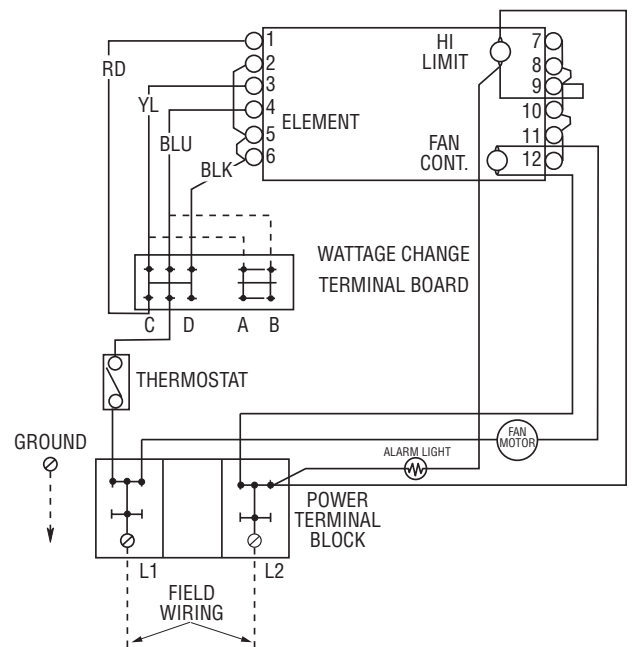 1
2
3
4
5
6
ELEMENT
HI
LIMIT
7
8
9
10
11
12
FAN
CONT.
RD
YL
BLU
BLK
WATTAGE CHANGE
TERMINAL BOARD
C D A B
THERMOSTAT
GROUND
FAN
MOTOR
ALARM LIGHT
POWER
TERMINAL
BLOCK
L1 L2
FIELD
WIRING